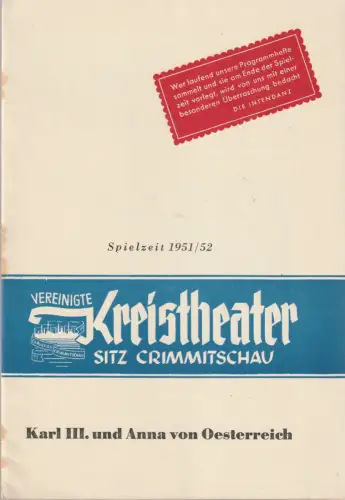 Wer laufend unsere Programmhefte
sammelt und sie am Ende der Spiel-
zeit vorlegt, wird von uns mit einer
besonderen Überraschung bedacht
DIE INTENDANZ
Spielzeit 1951/52
VEREINIGTE
Kreistheater
SITZ CRIMMITSCHAU
Karl III. und Anna von Oesterreich